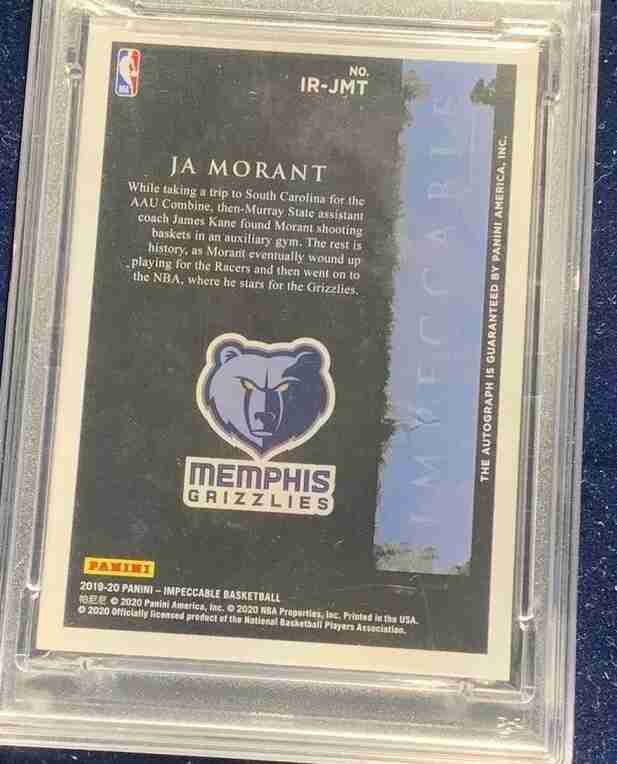 NO.
IR-JMT
JA MORANT
While taking a trip to South Carolina for the
AAU Combine, then-Murray State assistant
coach James Kane found Morant shooting
baskets in an auxiliary gym. The rest is
history, as Morant eventually wound up
playing for the Racers and then went on to
the NBA, where he stars for the Grizzlies.
IMPECCABLE
THE AUTOGRAPH IS GUARANTEED BY PANINI AMERICA, INC.
MEMPHIS
GRIZZLIES
PANINI
2019-20 PANINI – IMPECCABLE BASKETBALL
帕尼尼 © 2020 Panini America, Inc. © 2020 NBA Properties, Inc. Printed in the USA.
© 2020 Officially licensed product of the National Basketball Players Association.